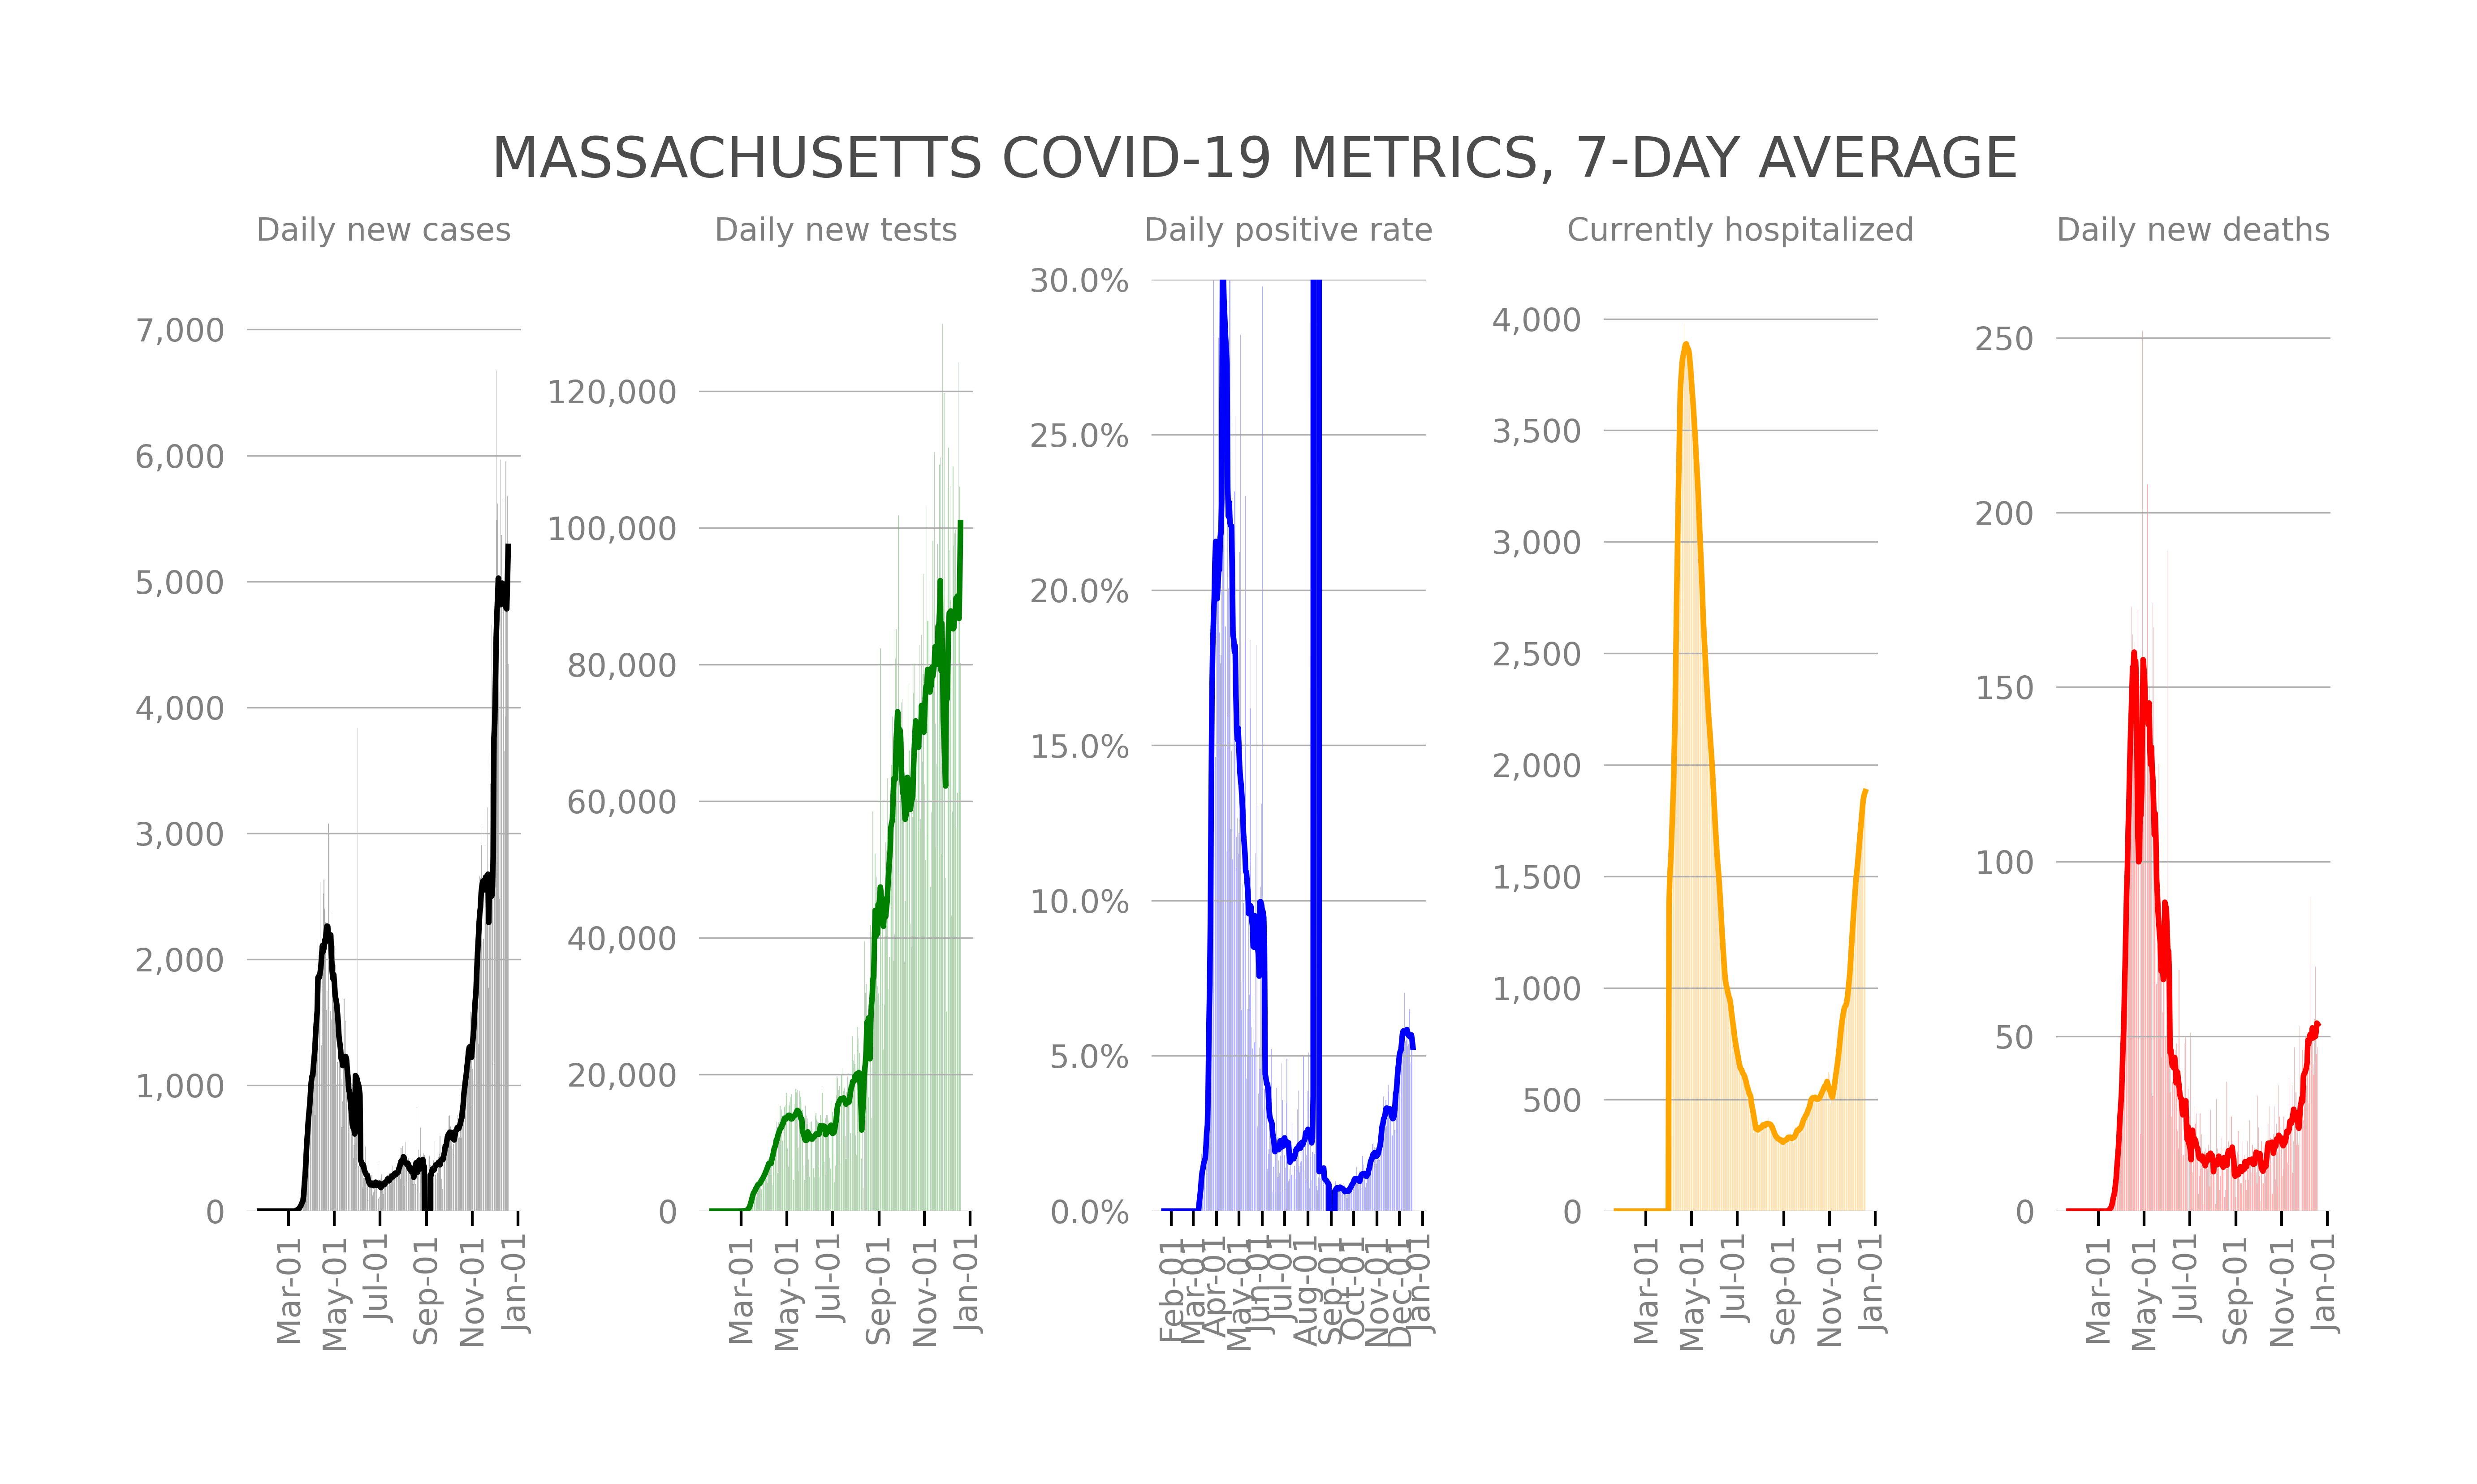 MASSACHUSETTS COVID-19 METRICS, 7-DAY AVERAGE
Daily new cases
7,000
6,000
5,000
4,000
3,000
2,000
1,000
0
Mar-01
May-01
Jul-01
Sep-01
Nov-01
Jan-01
Daily new tests
120,000
100,000
80,000
60,000
40,000
20,000
0
Mar-01
May-01
Jul-01
Sep-01
Nov-01
Jan-01
Daily positive rate
30.0%
25.0%
20.0%
15.0%
10.0%
5.0%
0.0%
Feb-01
Mar-01
Apr-01
May-01
Jun-01
Jul-01
Aug-01
Sep-01
Oct-01
Nov-01
Dec-01
Jan-01
Currently hospitalized
4,000
3,500
3,000
2,500
2,000
1,500
1,000
500
0
Mar-01
May-01
Jul-01
Sep-01
Nov-01
Jan-01
Daily new deaths
250
200
150
100
50
0
Mar-01
May-01
Jul-01
Sep-01
Nov-01
Jan-01